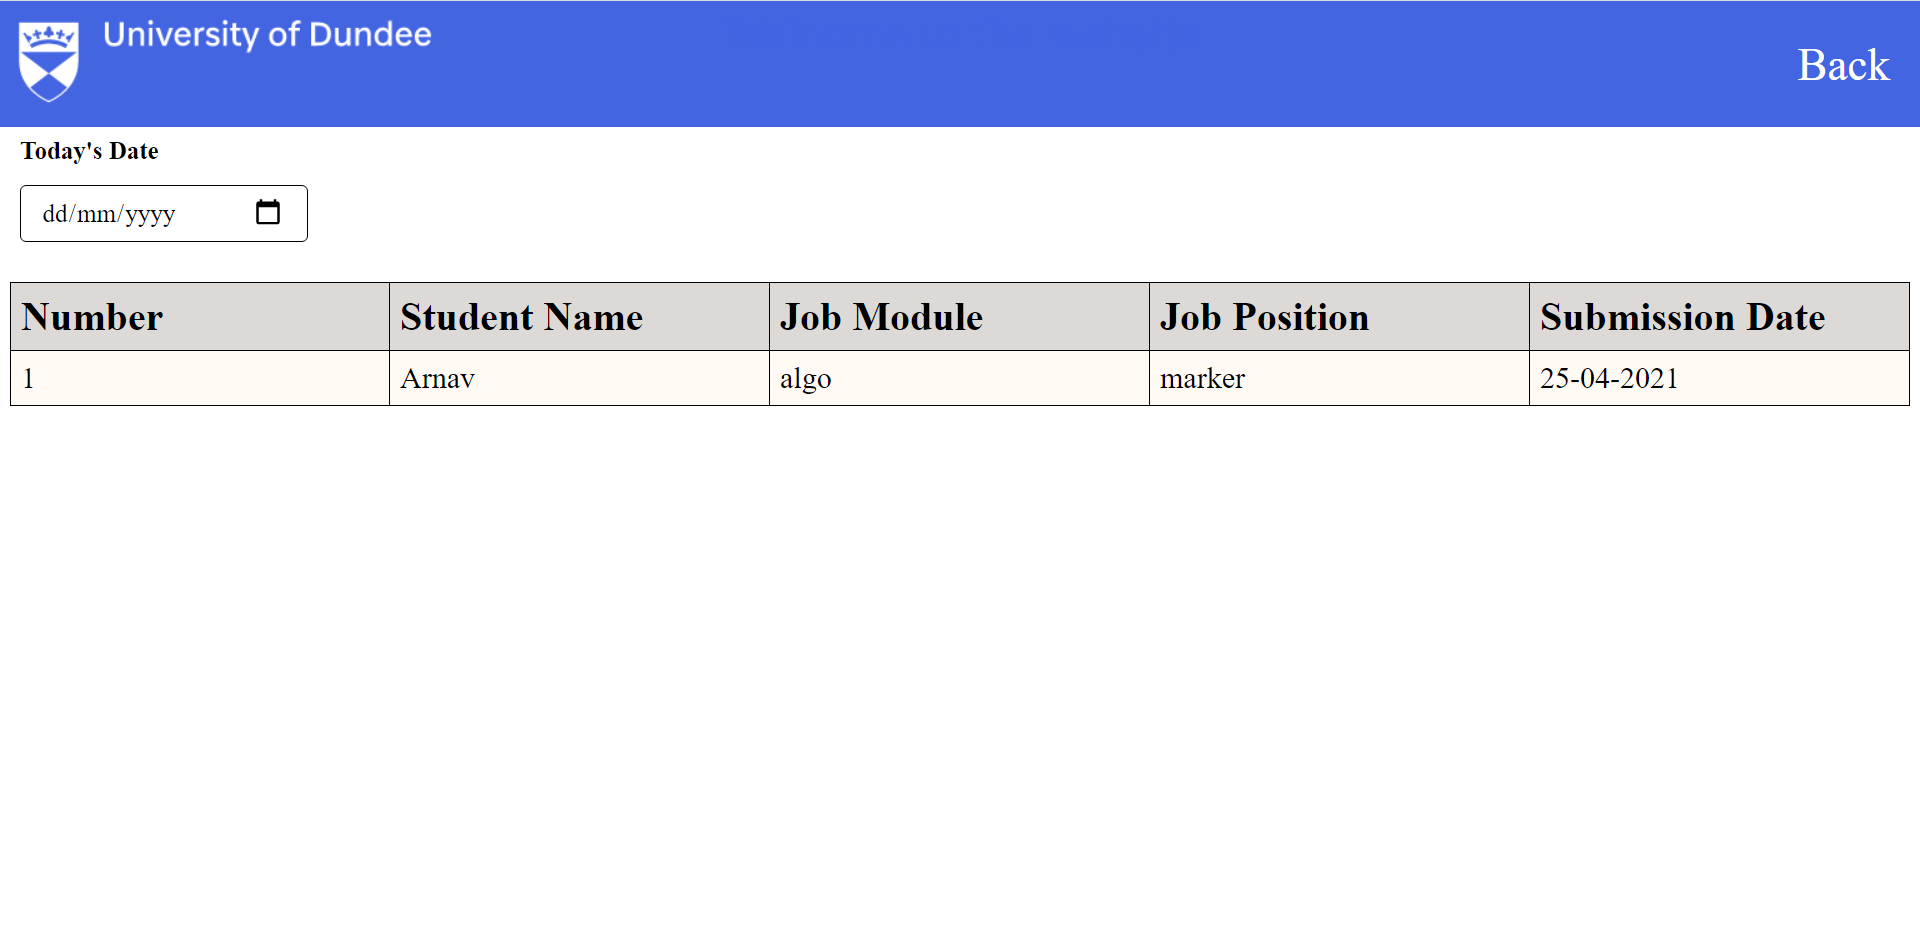 University of Dundee
Back
Today's Date
dd/mm/yyyy
Number Student Name Job Module Job Position Submission Date
1 Arnav algo marker 25-04-2021